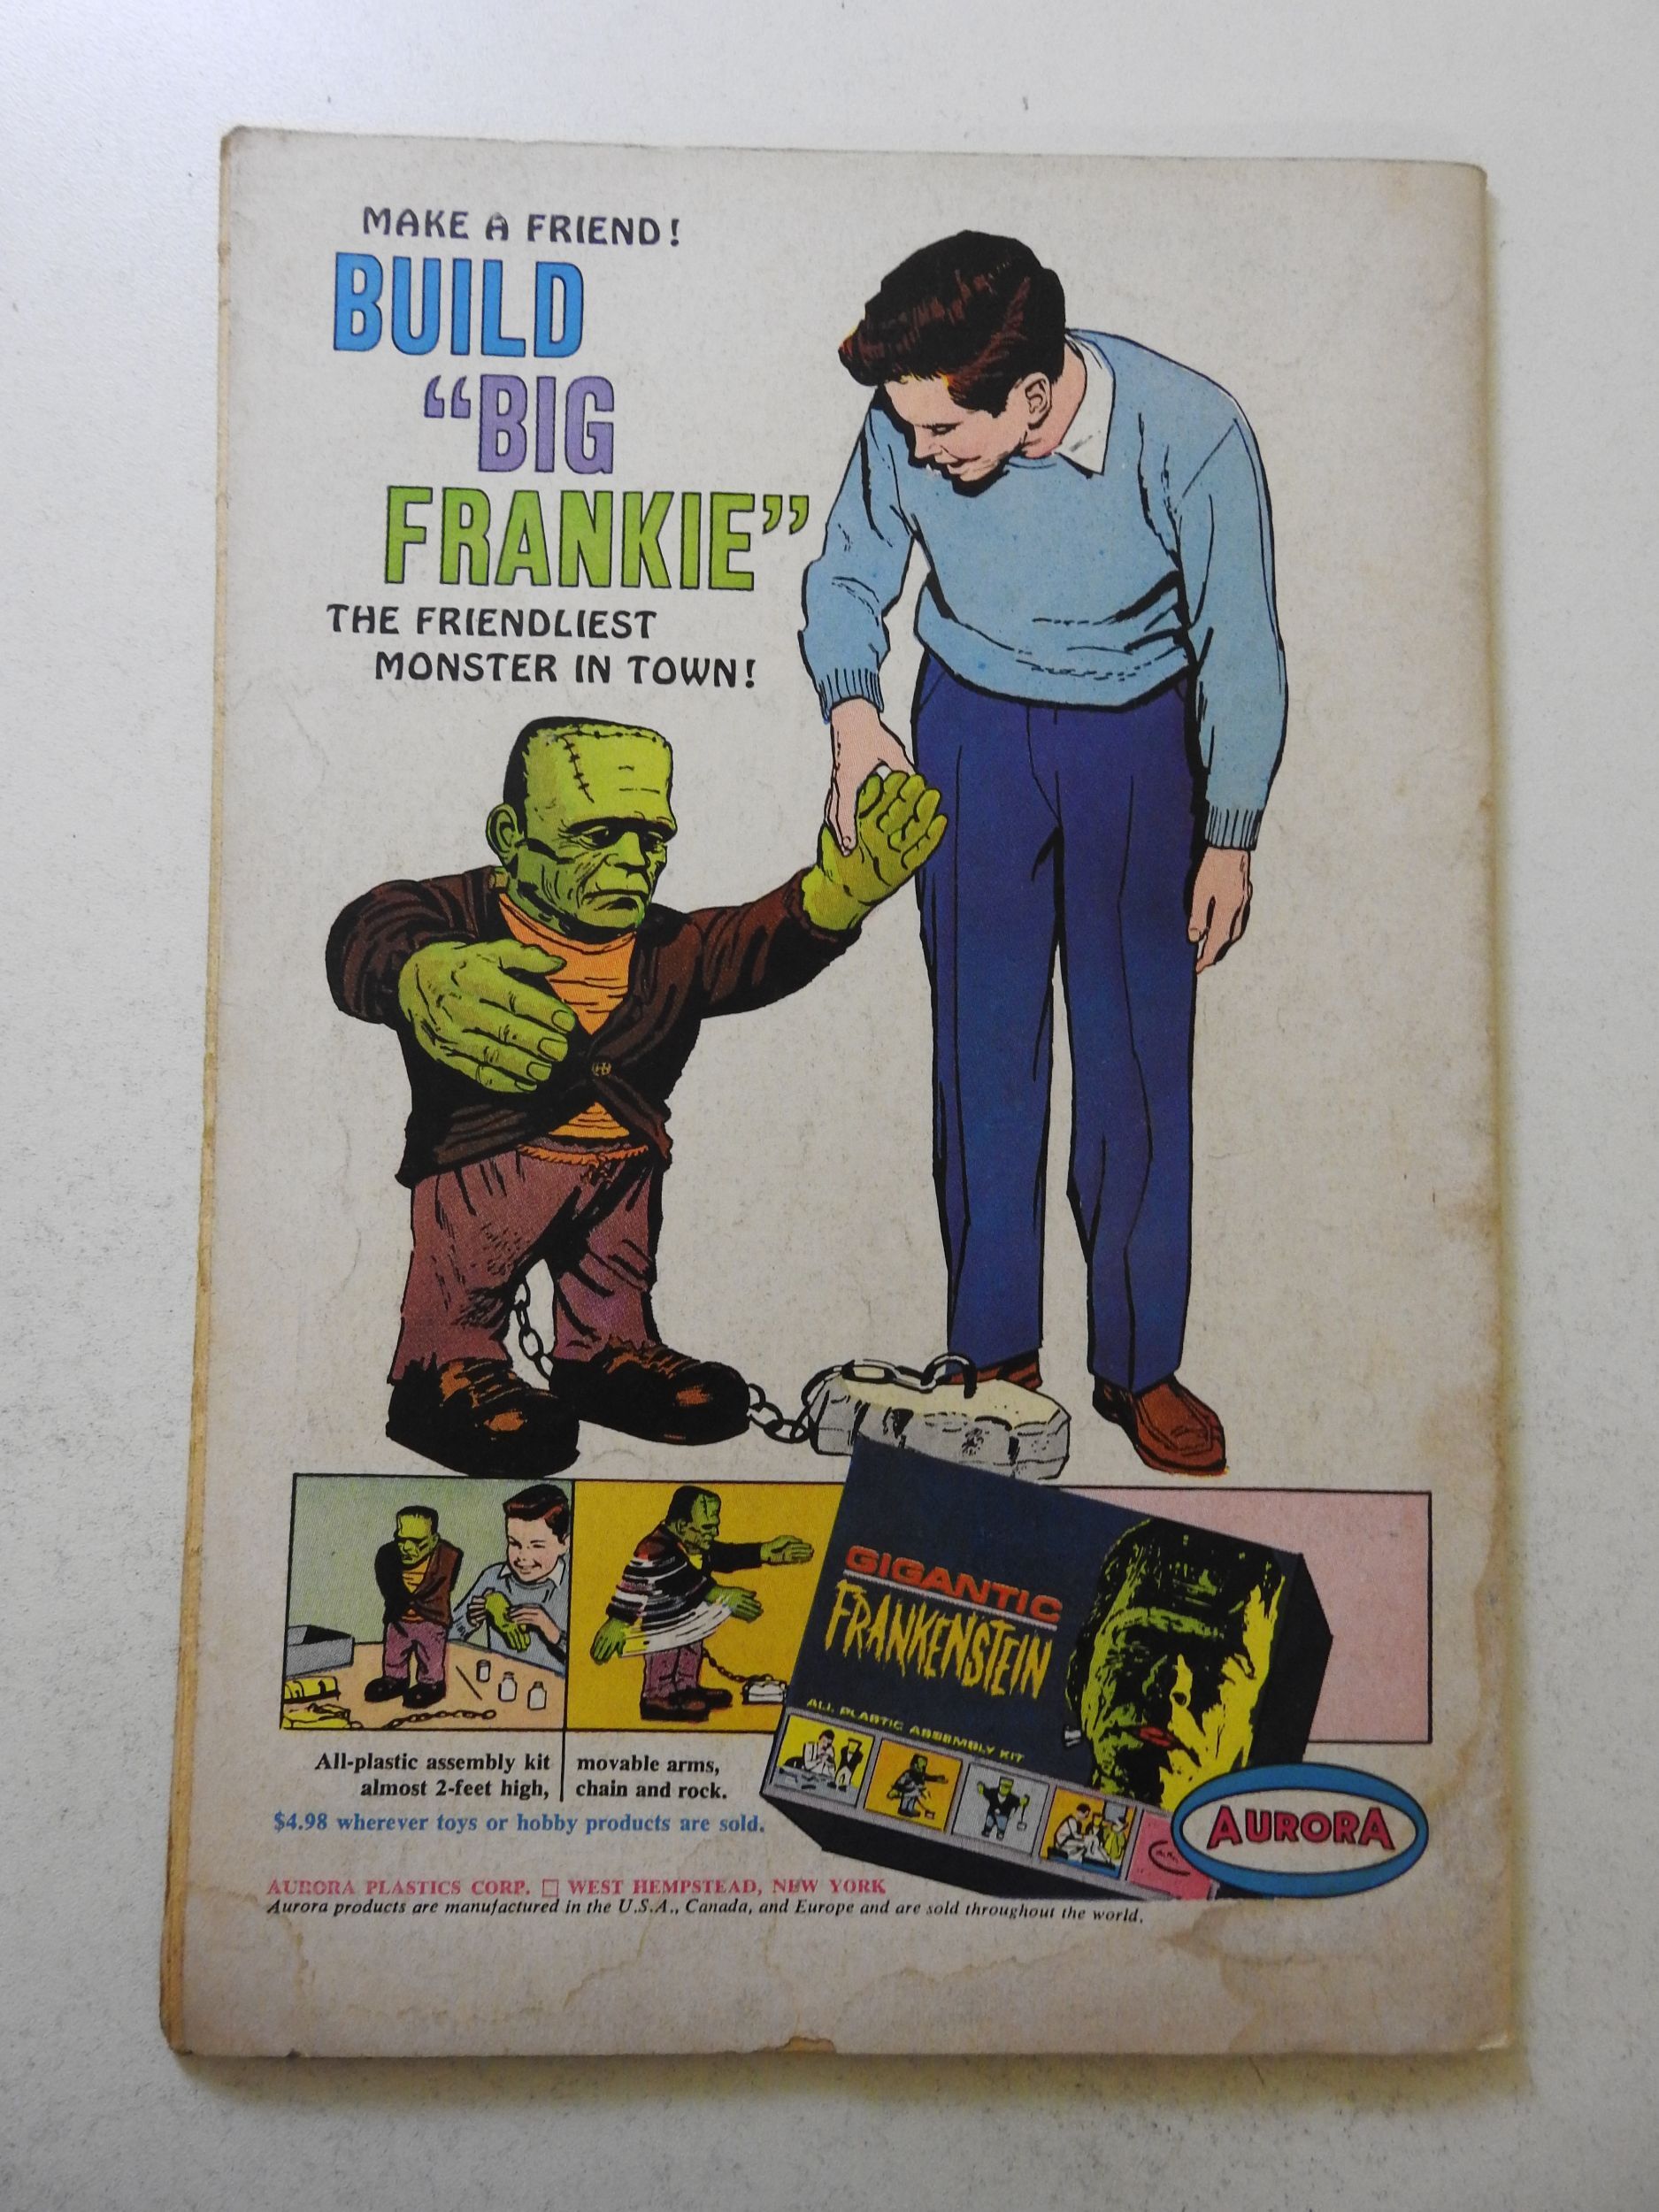 MAKE A FRIEND!
BUILD
“BIG
FRANKIE”
THE FRIENDLIEST
MONSTER IN TOWN!
GIGANTIC
FRANKENSTEIN
ALL PLASTIC ASSEMBLY KIT
All-plastic assembly kit
almost 2-feet high,
movable arms,
chain and rock.
$4.98 wherever toys or hobby products are sold.
AURORA
AURORA PLASTICS CORP. □ WEST HEMPSTEAD, NEW YORK
Aurora products are manufactured in the U.S.A., Canada, and Europe and are sold throughout the world.